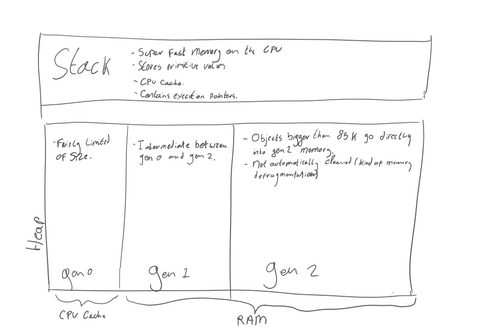 Stack
- Super Fast Memory on the CPU
- Stores primitive values
- CPU Cache.
- Contains execution pointers.
Heap
- Fairly Limited
of Size.
gen 0
- Intermediate between
gen 0 and gen 2.
gen 1
- Objects bigger than 85K go directly
into gen 2 memory.
- Not automatically cleaned (kind of memory
defragmentation)
gen 2
CPU Cache
RAM